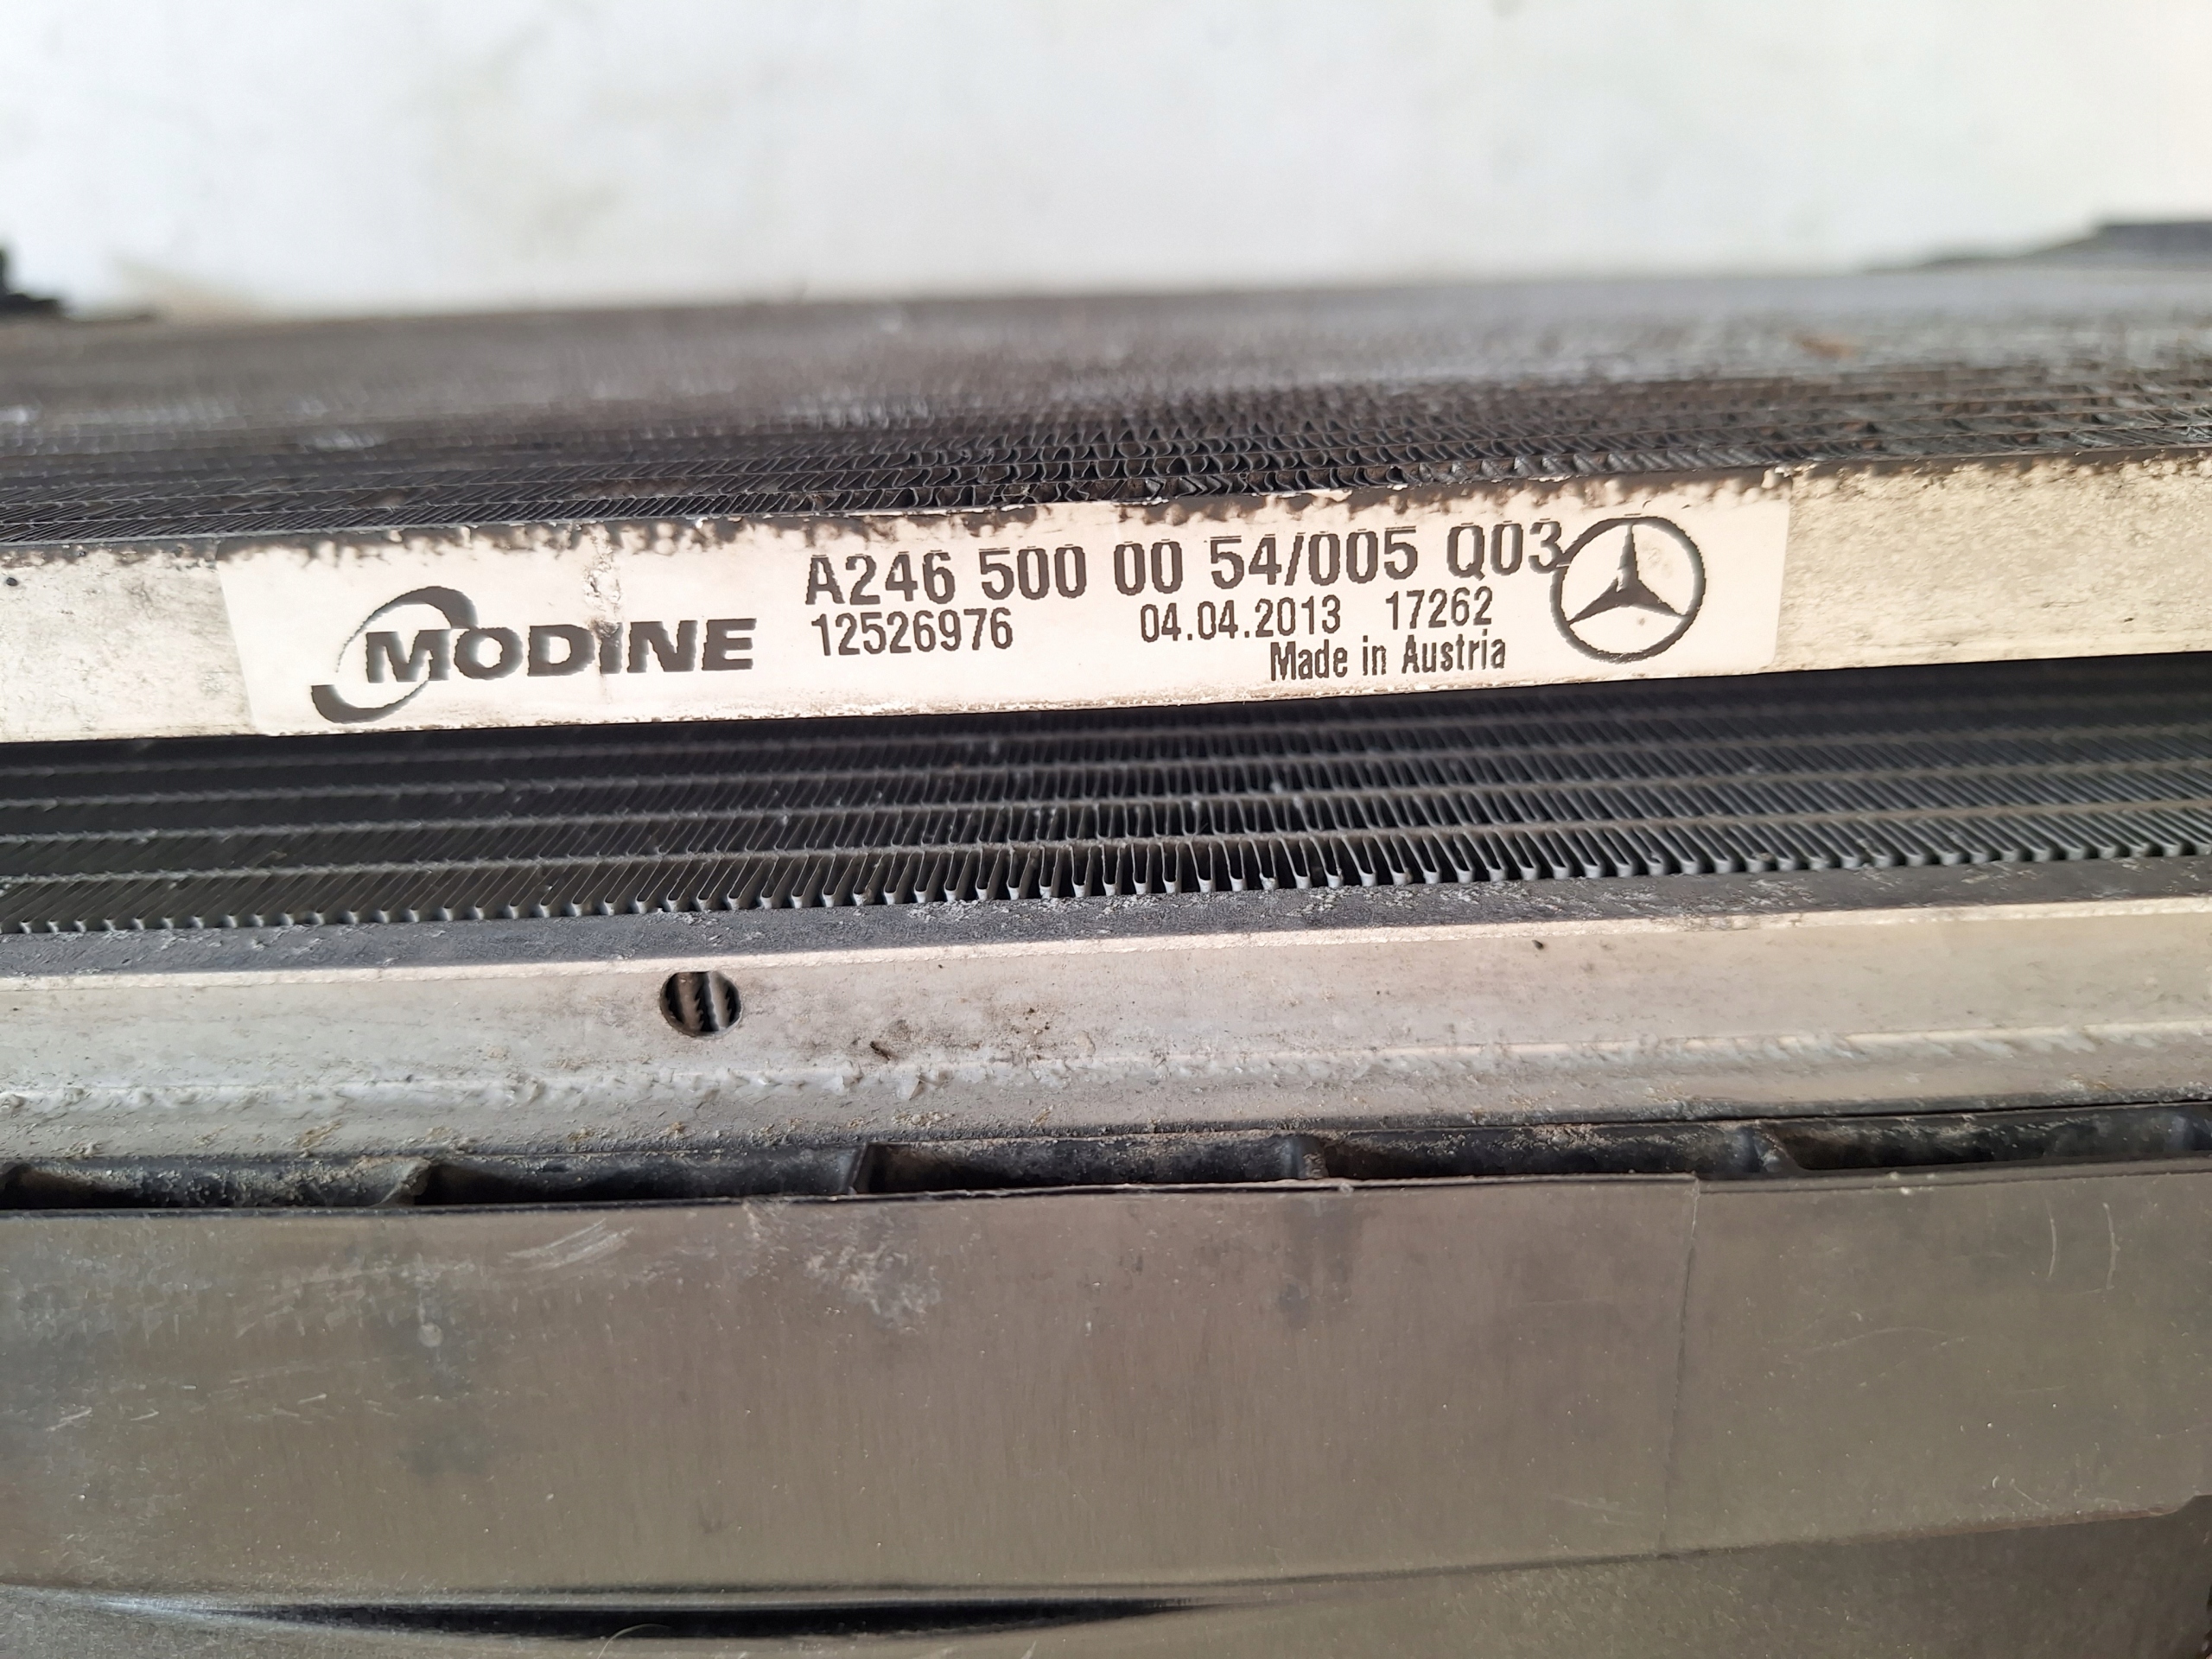 MODINE
A246 500 00 54/005 Q03
12526976 04.04.2013 17262
Made in Austria